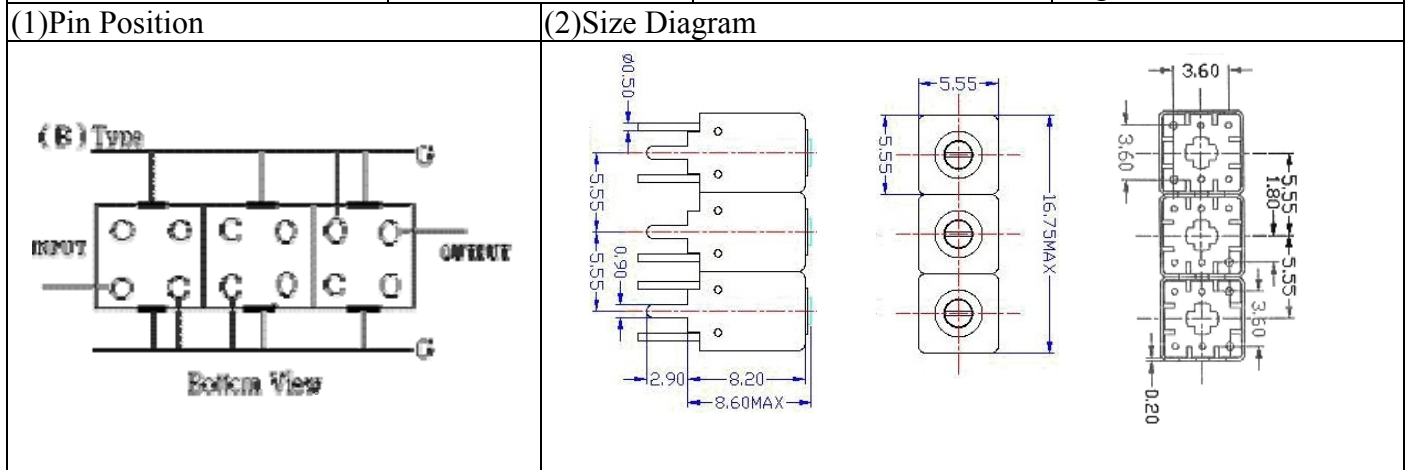 (1)Pin Position
(2)Size Diagram
(B) Type
G
INPUT
OUTPUT
G
Bottom View
ø0.50
5.55
5.55
0.90
2.90
8.20
8.60MAX
5.55
5.55
16.75MAX
3.60
3.60
5.55
1.80
5.55
3.60
0.20